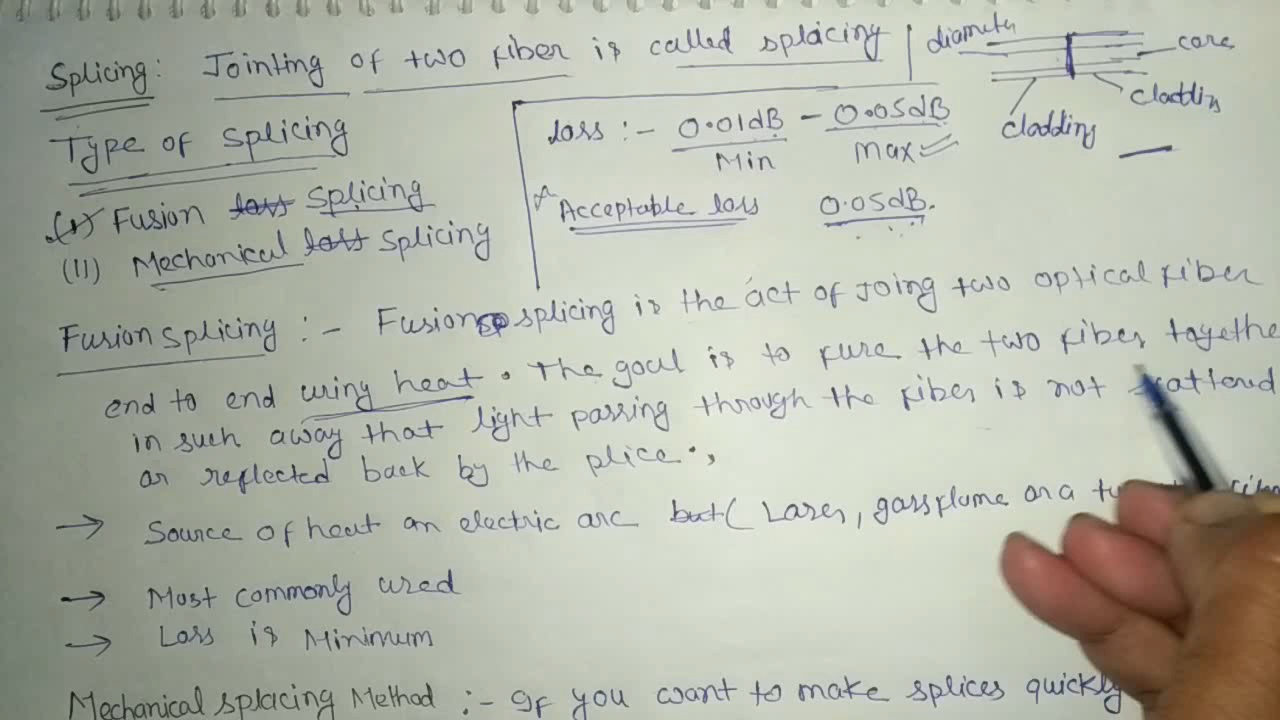 Splicing: Jointing of two fiber is called splacing
diameter
core
cladding
claddin
Type of splicing
Loss :- 0.01dB - 0.05dB
Min Max
Acceptable loss 0.05dB.
(I) Fusion loss splicing
(II) Mechanical loss splicing
Fusion splicing :- Fusion sp splicing is the act of Joing two optical fiber
end to end using heat. The goal is to fuse the two fiber togethe
in such away that light passing through the fiber is not scattered
or reflected back by the plice.,
→ Source of heat an electric arc but ( Laser, gassflame or a
→ Most commonly used
→ Loss is Minimum
Mechanical splacing Method :- If you want to make splices quickly